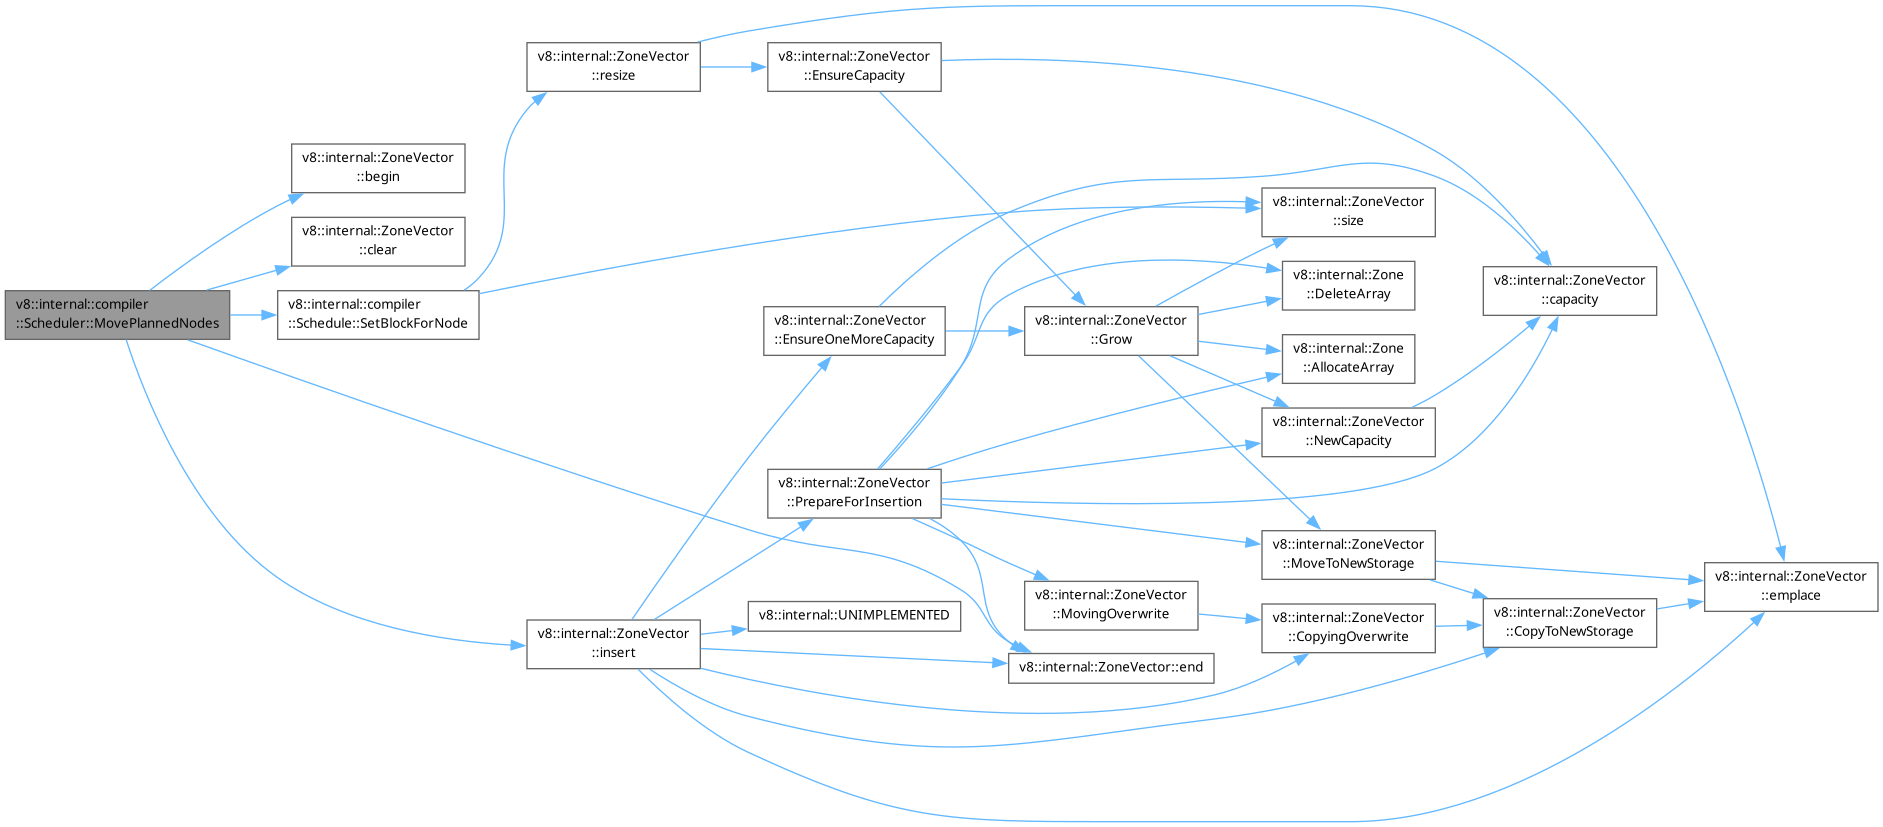 v8::internal::compiler
::Scheduler::MovePlannedNodes
v8::internal::ZoneVector
::begin
v8::internal::ZoneVector
::clear
v8::internal::compiler
::Schedule::SetBlockForNode
v8::internal::ZoneVector
::resize
v8::internal::ZoneVector
::insert
v8::internal::ZoneVector
::EnsureCapacity
v8::internal::ZoneVector
::EnsureOneMoreCapacity
v8::internal::ZoneVector
::PrepareForInsertion
v8::internal::UNIMPLEMENTED
v8::internal::ZoneVector
::Grow
v8::internal::ZoneVector
::MovingOverwrite
v8::internal::ZoneVector::end
v8::internal::ZoneVector
::size
v8::internal::Zone
::DeleteArray
v8::internal::Zone
::AllocateArray
v8::internal::ZoneVector
::NewCapacity
v8::internal::ZoneVector
::MoveToNewStorage
v8::internal::ZoneVector
::CopyingOverwrite
v8::internal::ZoneVector
::capacity
v8::internal::ZoneVector
::CopyToNewStorage
v8::internal::ZoneVector
::emplace